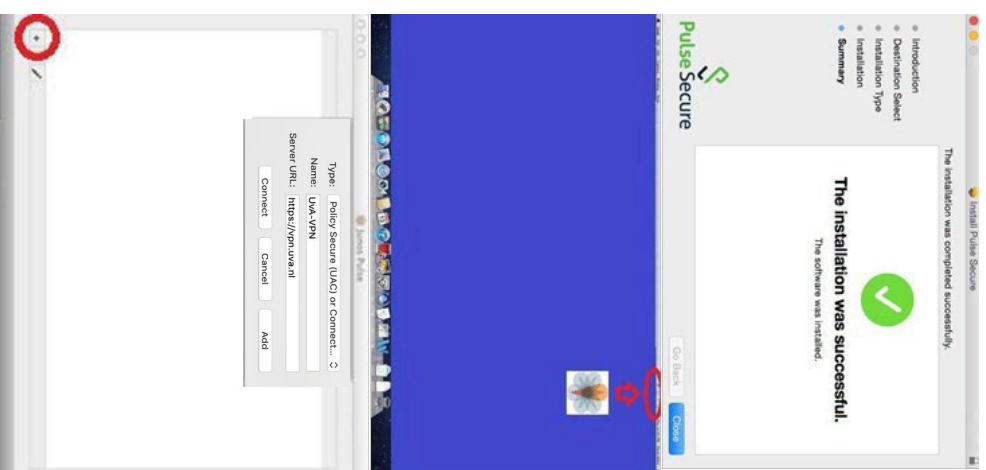 Install Pulse Secure
The installation was completed successfully.
Introduction
Destination Select
Installation Type
Installation
Summary
The installation was successful.
The software was installed.
Pulse Secure
Go Back
Close
Junos Pulse
Type: Policy Secure (UAC) or Connect...
Name: UvA-VPN
Server URL: https://vpn.uva.nl
Connect Cancel Add